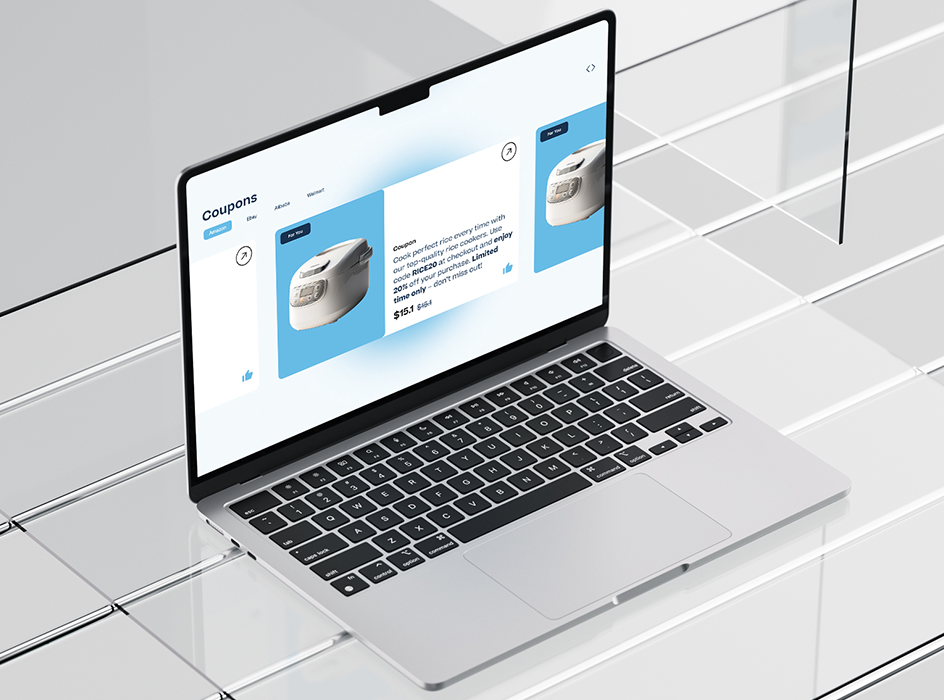 Coupons
Amazon
Ebay
Alibaba
Walmart
For You
Coupon
Cook perfect rice every time with
our top-quality rice cookers. Use
code RICE20 at checkout and enjoy
20% off your purchase. Limited
time only – don't miss out!
$15.1 $16.1
For You
esc
delete
tab
Q W E R T Y U I O P
return
caps lock
A S D F G H J K L
shift
Z X C V B N M
shift
fn
control
option
command
command
option